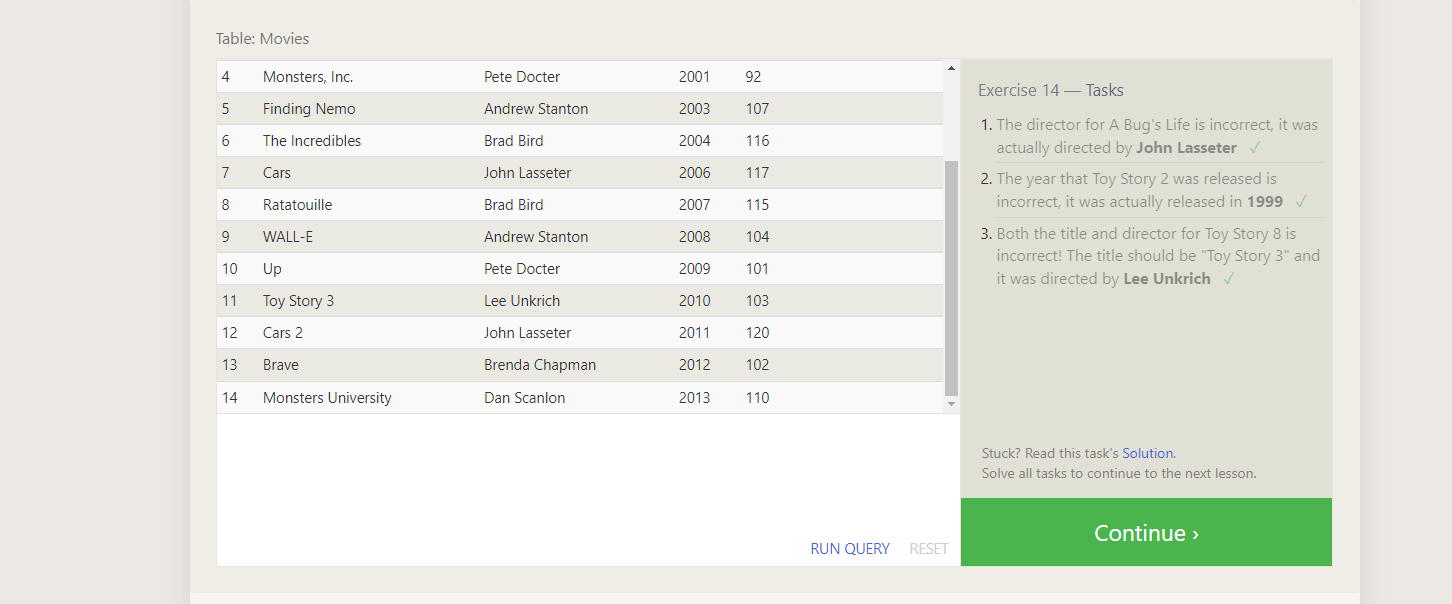 Table: Movies
4 Monsters, Inc. Pete Docter 2001 92
5 Finding Nemo Andrew Stanton 2003 107
6 The Incredibles Brad Bird 2004 116
7 Cars John Lasseter 2006 117
8 Ratatouille Brad Bird 2007 115
9 WALL-E Andrew Stanton 2008 104
10 Up Pete Docter 2009 101
11 Toy Story 3 Lee Unkrich 2010 103
12 Cars 2 John Lasseter 2011 120
13 Brave Brenda Chapman 2012 102
14 Monsters University Dan Scanlon 2013 110
RUN QUERY RESET
Exercise 14 — Tasks
1. The director for A Bug's Life is incorrect, it was
actually directed by John Lasseter ✓
2. The year that Toy Story 2 was released is
incorrect, it was actually released in 1999 ✓
3. Both the title and director for Toy Story 8 is
incorrect! The title should be "Toy Story 3" and
it was directed by Lee Unkrich ✓
Stuck? Read this task's Solution.
Solve all tasks to continue to the next lesson.
Continue ›